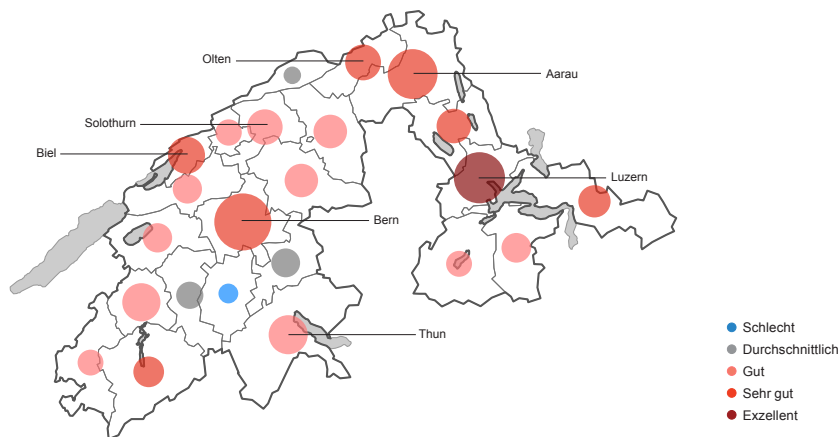 Olten
Aarau
Solothurn
Biel
Luzern
Bern
Thun
Schlecht
Durchschnittlich
Gut
Sehr gut
Exzellent